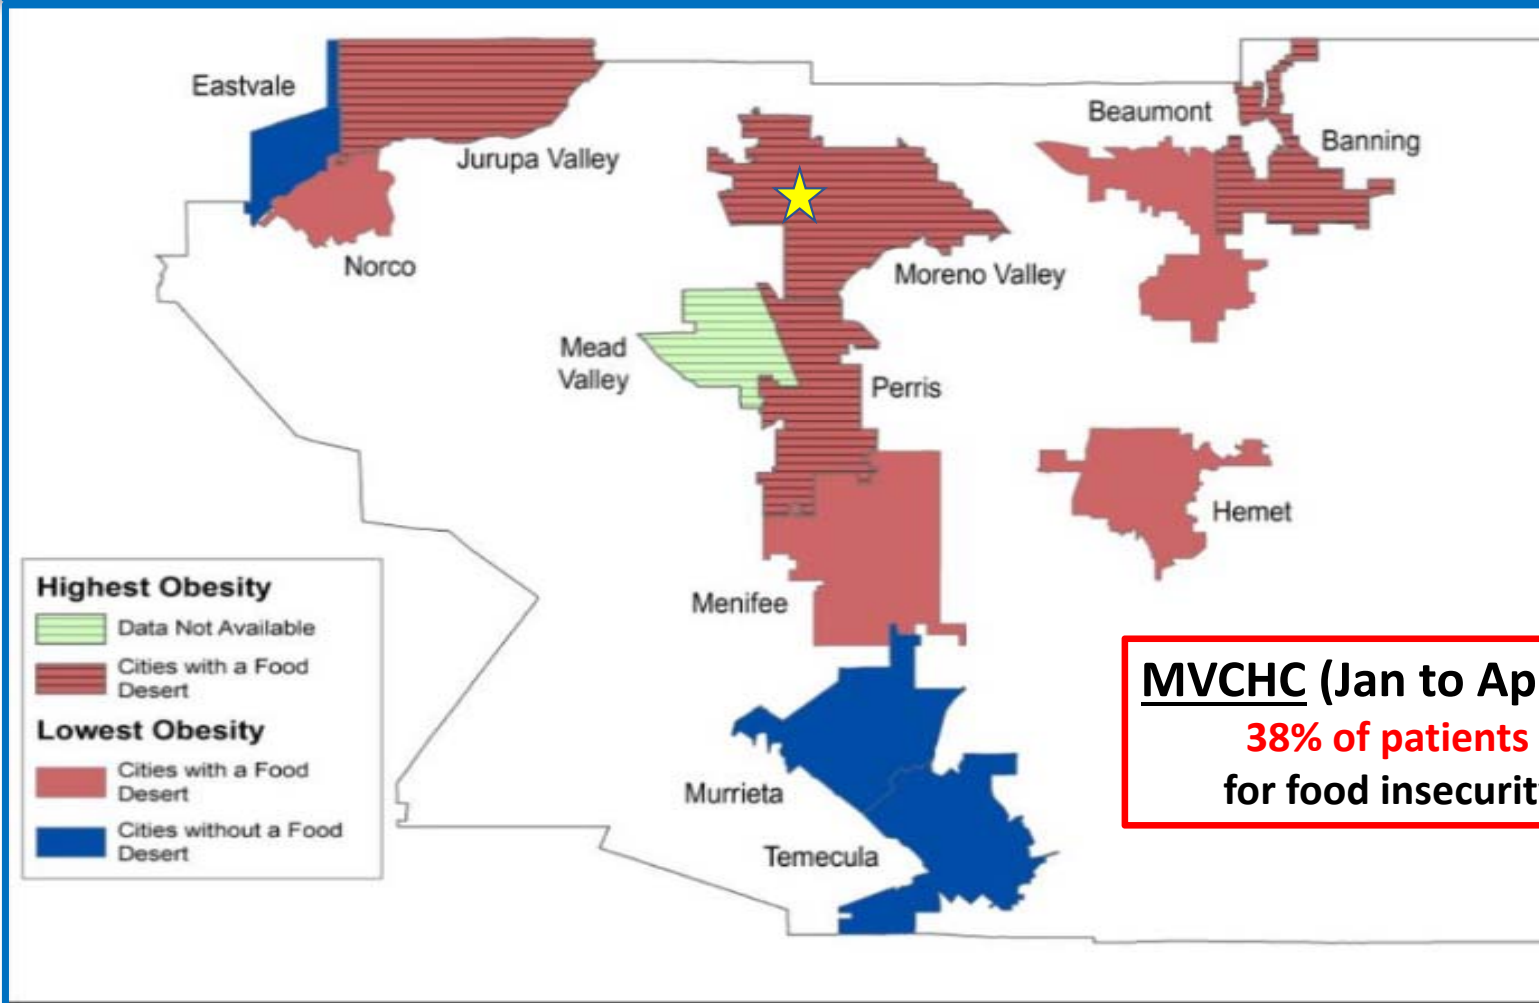 Eastvale
Beaumont
Banning
Jurupa Valley
Norco
Moreno Valley
Mead
Valley
Perris
Hemet
Menifee
Murrieta
Temecula
Highest Obesity
Data Not Available
Cities with a Food
Desert
Lowest Obesity
Cities with a Food
Desert
Cities without a Food
Desert
MVCHC (Jan to Ap
38% of patients
for food insecurit